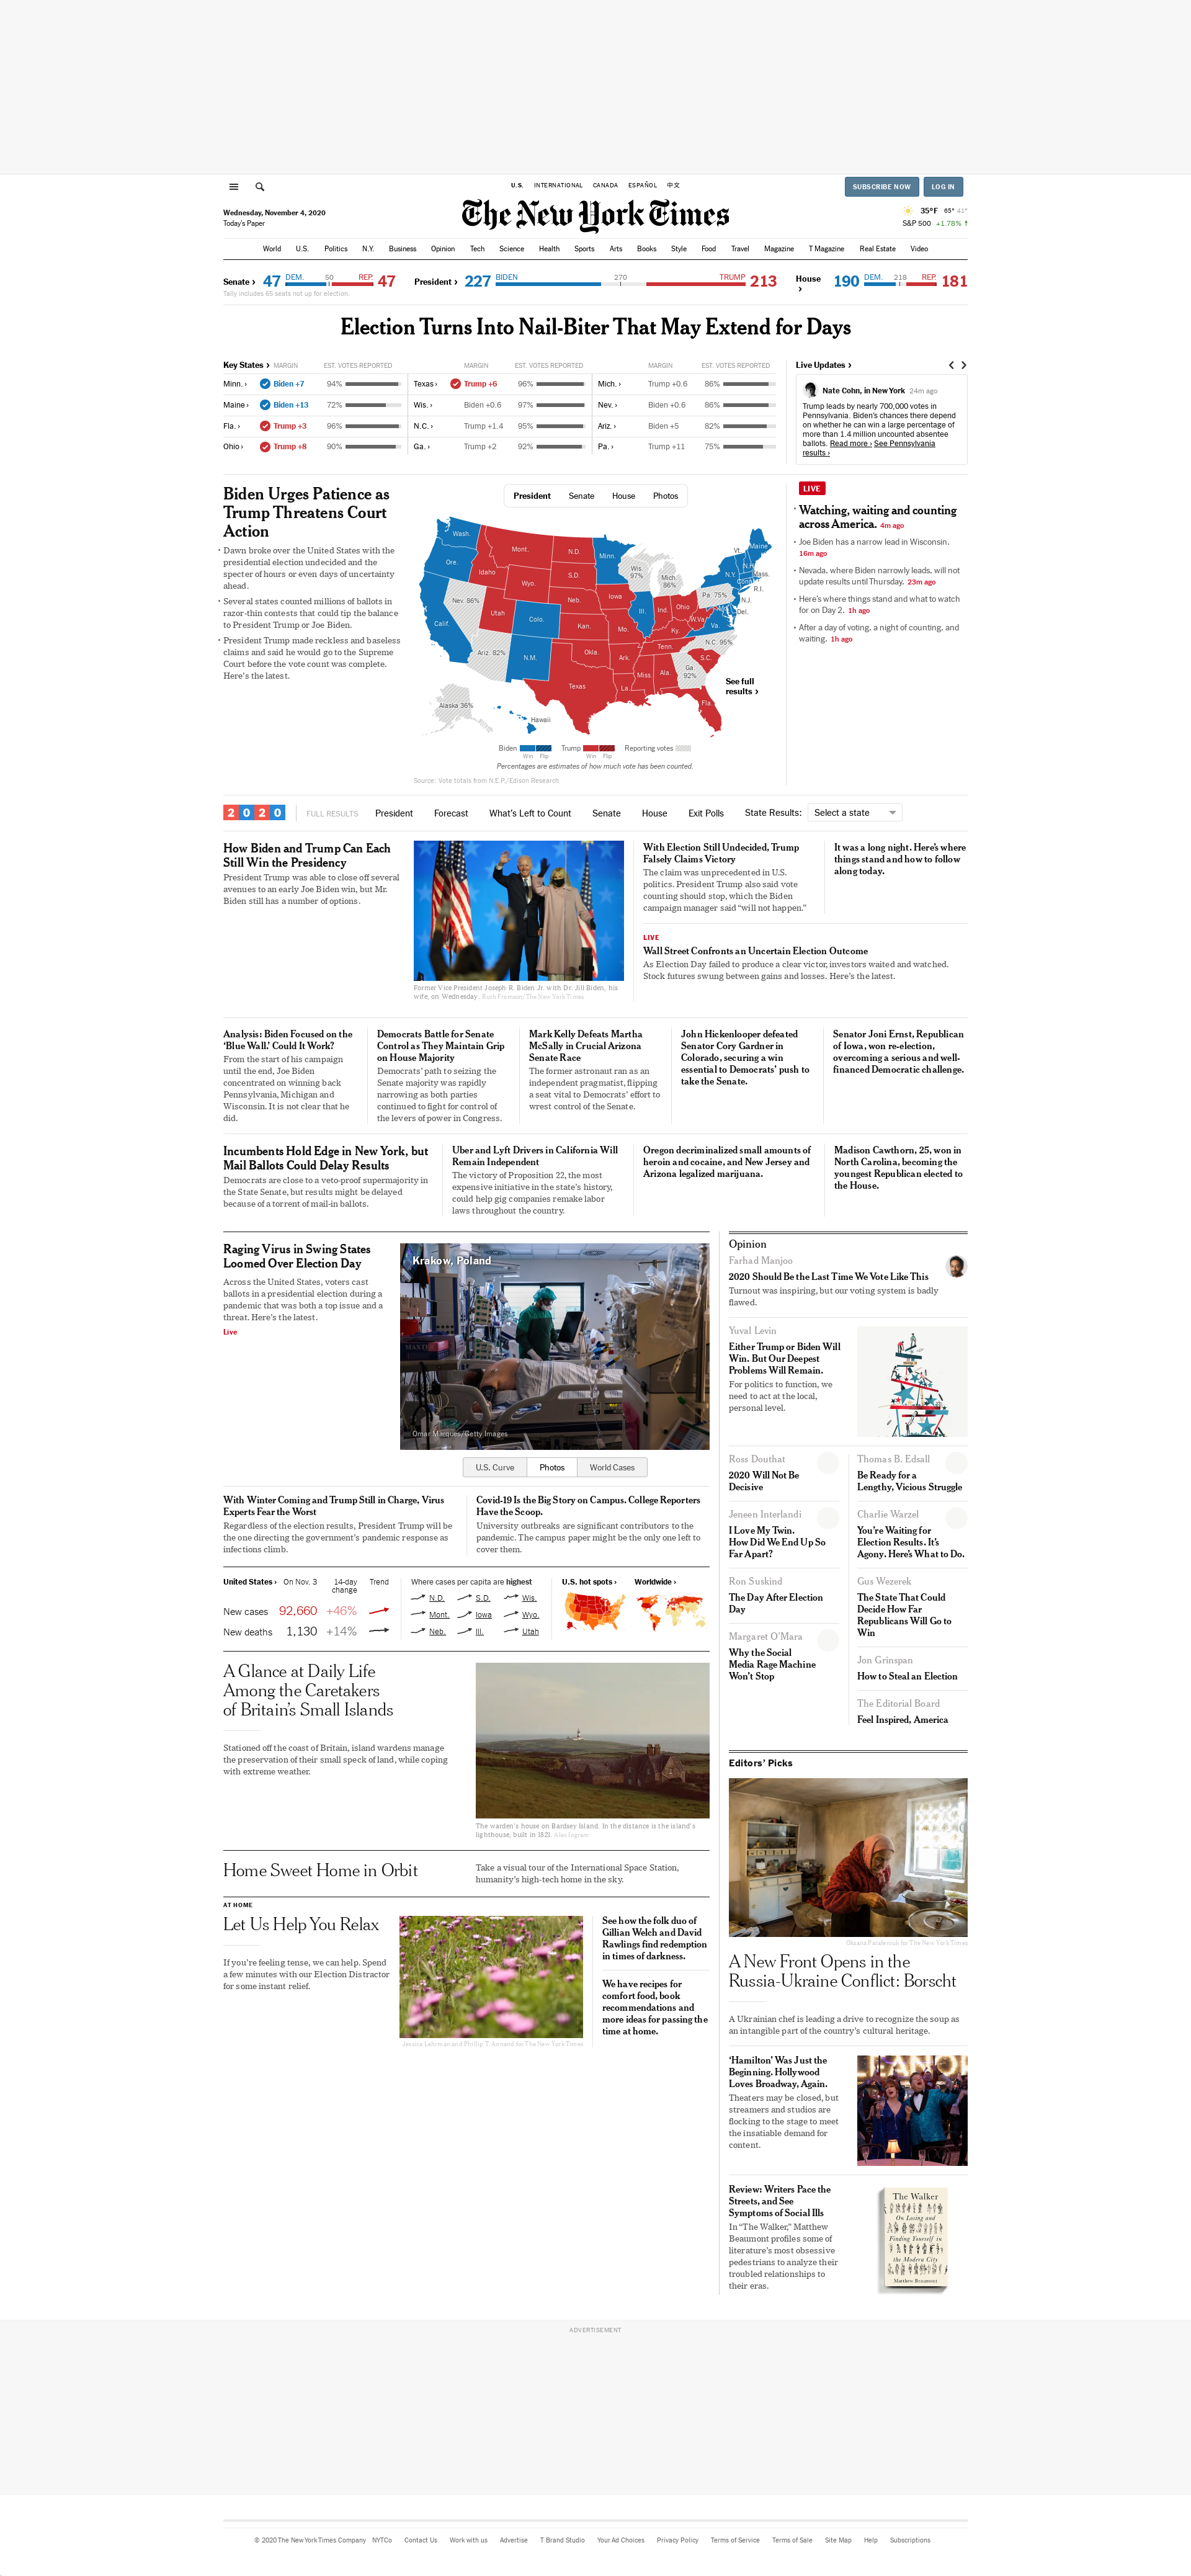 U.S. INTERNATIONAL CANADA ESPAÑOL 中文
SUBSCRIBE NOW LOG IN
Wednesday, November 4, 2020
Today's Paper
The New York Times
35°F 65° 41°
S&P 500 +1.78% ↑
World U.S. Politics N.Y. Business Opinion Tech Science Health Sports Arts Books Style Food Travel Magazine T Magazine Real Estate Video
Senate › 47 DEM. 50 REP. 47
Tally includes 65 seats not up for election.
President › 227 BIDEN 270 TRUMP 213
House › 190 DEM. 218 REP. 181
Election Turns Into Nail-Biter That May Extend for Days
Key States › MARGIN EST. VOTES REPORTED MARGIN EST. VOTES REPORTED MARGIN EST. VOTES REPORTED
Minn. › Biden +7 94% Texas › Trump +6 96% Mich. › Trump +0.6 86%
Maine › Biden +13 72% Wis. › Biden +0.6 97% Nev. › Biden +0.6 86%
Fla. › Trump +3 96% N.C. › Trump +1.4 95% Ariz. › Biden +5 82%
Ohio › Trump +8 90% Ga. › Trump +2 92% Pa. › Trump +11 75%
Live Updates ›
Nate Cohn, in New York 24m ago
Trump leads by nearly 700,000 votes in
Pennsylvania. Biden's chances there depend
on whether he can win a large percentage of
more than 1.4 million uncounted absentee
ballots. Read more › See Pennsylvania
results ›
Biden Urges Patience as
Trump Threatens Court
Action
• Dawn broke over the United States with the
presidential election undecided and the
specter of hours or even days of uncertainty
ahead.
• Several states counted millions of ballots in
razor-thin contests that could tip the balance
to President Trump or Joe Biden.
• President Trump made reckless and baseless
claims and said he would go to the Supreme
Court before the vote count was complete.
Here's the latest.
President Senate House Photos
Wash.
Ore.
Calif.
Nev. 86%
Idaho
Mont.
Wyo.
Utah
Ariz. 82%
Colo.
N.M.
N.D.
S.D.
Neb.
Kan.
Okla.
Texas
Minn.
Iowa
Mo.
Ark.
La.
Wis.
97%
Ill.
Mich.
86%
Ind.
Ohio
Ky.
Tenn.
Miss.
Ala.
Ga.
92%
Fla.
S.C.
N.C. 95%
Va.
W.Va.
Pa. 75%
N.Y.
Vt.
N.H.
Maine
Mass.
Conn.
R.I.
N.J.
Del.
Alaska 36%
Hawaii
See full
results ›
Biden Trump Reporting votes
Win Flip Win Flip
Percentages are estimates of how much vote has been counted.
Source: Vote totals from N.E.P./Edison Research
LIVE
• Watching, waiting and counting
across America. 4m ago
• Joe Biden has a narrow lead in Wisconsin.
16m ago
• Nevada, where Biden narrowly leads, will not
update results until Thursday. 23m ago
• Here's where things stand and what to watch
for on Day 2. 1h ago
• After a day of voting, a night of counting, and
waiting. 1h ago
2020 FULL RESULTS President Forecast What's Left to Count Senate House Exit Polls State Results: Select a state
How Biden and Trump Can Each
Still Win the Presidency
President Trump was able to close off several
avenues to an early Joe Biden win, but Mr.
Biden still has a number of options.
Former Vice President Joseph R. Biden Jr. with Dr. Jill Biden, his
wife, on Wednesday. Ruth Fremson/The New York Times
With Election Still Undecided, Trump
Falsely Claims Victory
The claim was unprecedented in U.S.
politics. President Trump also said vote
counting should stop, which the Biden
campaign manager said “will not happen.”
It was a long night. Here's where
things stand and how to follow
along today.
LIVE
Wall Street Confronts an Uncertain Election Outcome
As Election Day failed to produce a clear victor, investors waited and watched.
Stock futures swung between gains and losses. Here's the latest.
Analysis: Biden Focused on the
‘Blue Wall.’ Could It Work?
From the start of his campaign
until the end, Joe Biden
concentrated on winning back
Pennsylvania, Michigan and
Wisconsin. It is not clear that he
did.
Democrats Battle for Senate
Control as They Maintain Grip
on House Majority
Democrats' path to seizing the
Senate majority was rapidly
narrowing as both parties
continued to fight for control of
the levers of power in Congress.
Mark Kelly Defeats Martha
McSally in Crucial Arizona
Senate Race
The former astronaut ran as an
independent pragmatist, flipping
a seat vital to Democrats' effort to
wrest control of the Senate.
John Hickenlooper defeated
Senator Cory Gardner in
Colorado, securing a win
essential to Democrats' push to
take the Senate.
Senator Joni Ernst, Republican
of Iowa, won re-election,
overcoming a serious and well-
financed Democratic challenge.
Incumbents Hold Edge in New York, but
Mail Ballots Could Delay Results
Democrats are close to a veto-proof supermajority in
the State Senate, but results might be delayed
because of a torrent of mail-in ballots.
Uber and Lyft Drivers in California Will
Remain Independent
The victory of Proposition 22, the most
expensive initiative in the state's history,
could help gig companies remake labor
laws throughout the country.
Oregon decriminalized small amounts of
heroin and cocaine, and New Jersey and
Arizona legalized marijuana.
Madison Cawthorn, 25, won in
North Carolina, becoming the
youngest Republican elected to
the House.
Raging Virus in Swing States
Loomed Over Election Day
Across the United States, voters cast
ballots in a presidential election during a
pandemic that was both a top issue and a
threat. Here's the latest.
Live
Krakow, Poland
Omar Marques/Getty Images
U.S. Curve Photos World Cases
With Winter Coming and Trump Still in Charge, Virus
Experts Fear the Worst
Regardless of the election results, President Trump will be
the one directing the government's pandemic response as
infections climb.
Covid-19 Is the Big Story on Campus. College Reporters
Have the Scoop.
University outbreaks are significant contributors to the
pandemic. The campus paper might be the only one left to
cover them.
United States › On Nov. 3 14-day
change Trend
New cases 92,660 +46%
New deaths 1,130 +14%
Where cases per capita are highest
N.D. S.D. Wis.
Mont. Iowa Wyo.
Neb. Ill. Utah
U.S. hot spots › Worldwide ›
A Glance at Daily Life
Among the Caretakers
of Britain's Small Islands
Stationed off the coast of Britain, island wardens manage
the preservation of their small speck of land, while coping
with extreme weather.
The warden's house on Bardsey Island. In the distance is the island's
lighthouse, built in 1821. Alex Ingram
Home Sweet Home in Orbit
Take a visual tour of the International Space Station,
humanity's high-tech home in the sky.
AT HOME
Let Us Help You Relax
If you're feeling tense, we can help. Spend
a few minutes with our Election Distractor
for some instant relief.
Jessica Lehrman and Phillip T. Annand for The New York Times
See how the folk duo of
Gillian Welch and David
Rawlings find redemption
in times of darkness.
We have recipes for
comfort food, book
recommendations and
more ideas for passing the
time at home.
Opinion
Farhad Manjoo
2020 Should Be the Last Time We Vote Like This
Turnout was inspiring, but our voting system is badly
flawed.
Yuval Levin
Either Trump or Biden Will
Win. But Our Deepest
Problems Will Remain.
For politics to function, we
need to act at the local,
personal level.
Ross Douthat
2020 Will Not Be
Decisive
Jeneen Interlandi
I Love My Twin.
How Did We End Up So
Far Apart?
Ron Suskind
The Day After Election
Day
Margaret O'Mara
Why the Social
Media Rage Machine
Won't Stop
Thomas B. Edsall
Be Ready for a
Lengthy, Vicious Struggle
Charlie Warzel
You're Waiting for
Election Results. It's
Agony. Here's What to Do.
Gus Wezerek
The State That Could
Decide How Far
Republicans Will Go to
Win
Jon Grinspan
How to Steal an Election
The Editorial Board
Feel Inspired, America
Editors' Picks
for The New York Times
A New Front Opens in the
Russia-Ukraine Conflict: Borscht
A Ukrainian chef is leading a drive to recognize the soup as
an intangible part of the country's cultural heritage.
‘Hamilton’ Was Just the
Beginning. Hollywood
Loves Broadway, Again.
Theaters may be closed, but
streamers and studios are
flocking to the stage to meet
the insatiable demand for
content.
Review: Writers Pace the
Streets, and See
Symptoms of Social Ills
In “The Walker,” Matthew
Beaumont profiles some of
literature's most obsessive
pedestrians to analyze their
troubled relationships to
their eras.
The Walker
On Losing and
Finding Yourself in
the Modern City
Matthew Beaumont
ADVERTISEMENT
© 2020 The New York Times Company NYTCo Contact Us Work with us Advertise T Brand Studio Your Ad Choices Privacy Policy Terms of Service Terms of Sale Site Map Help Subscriptions